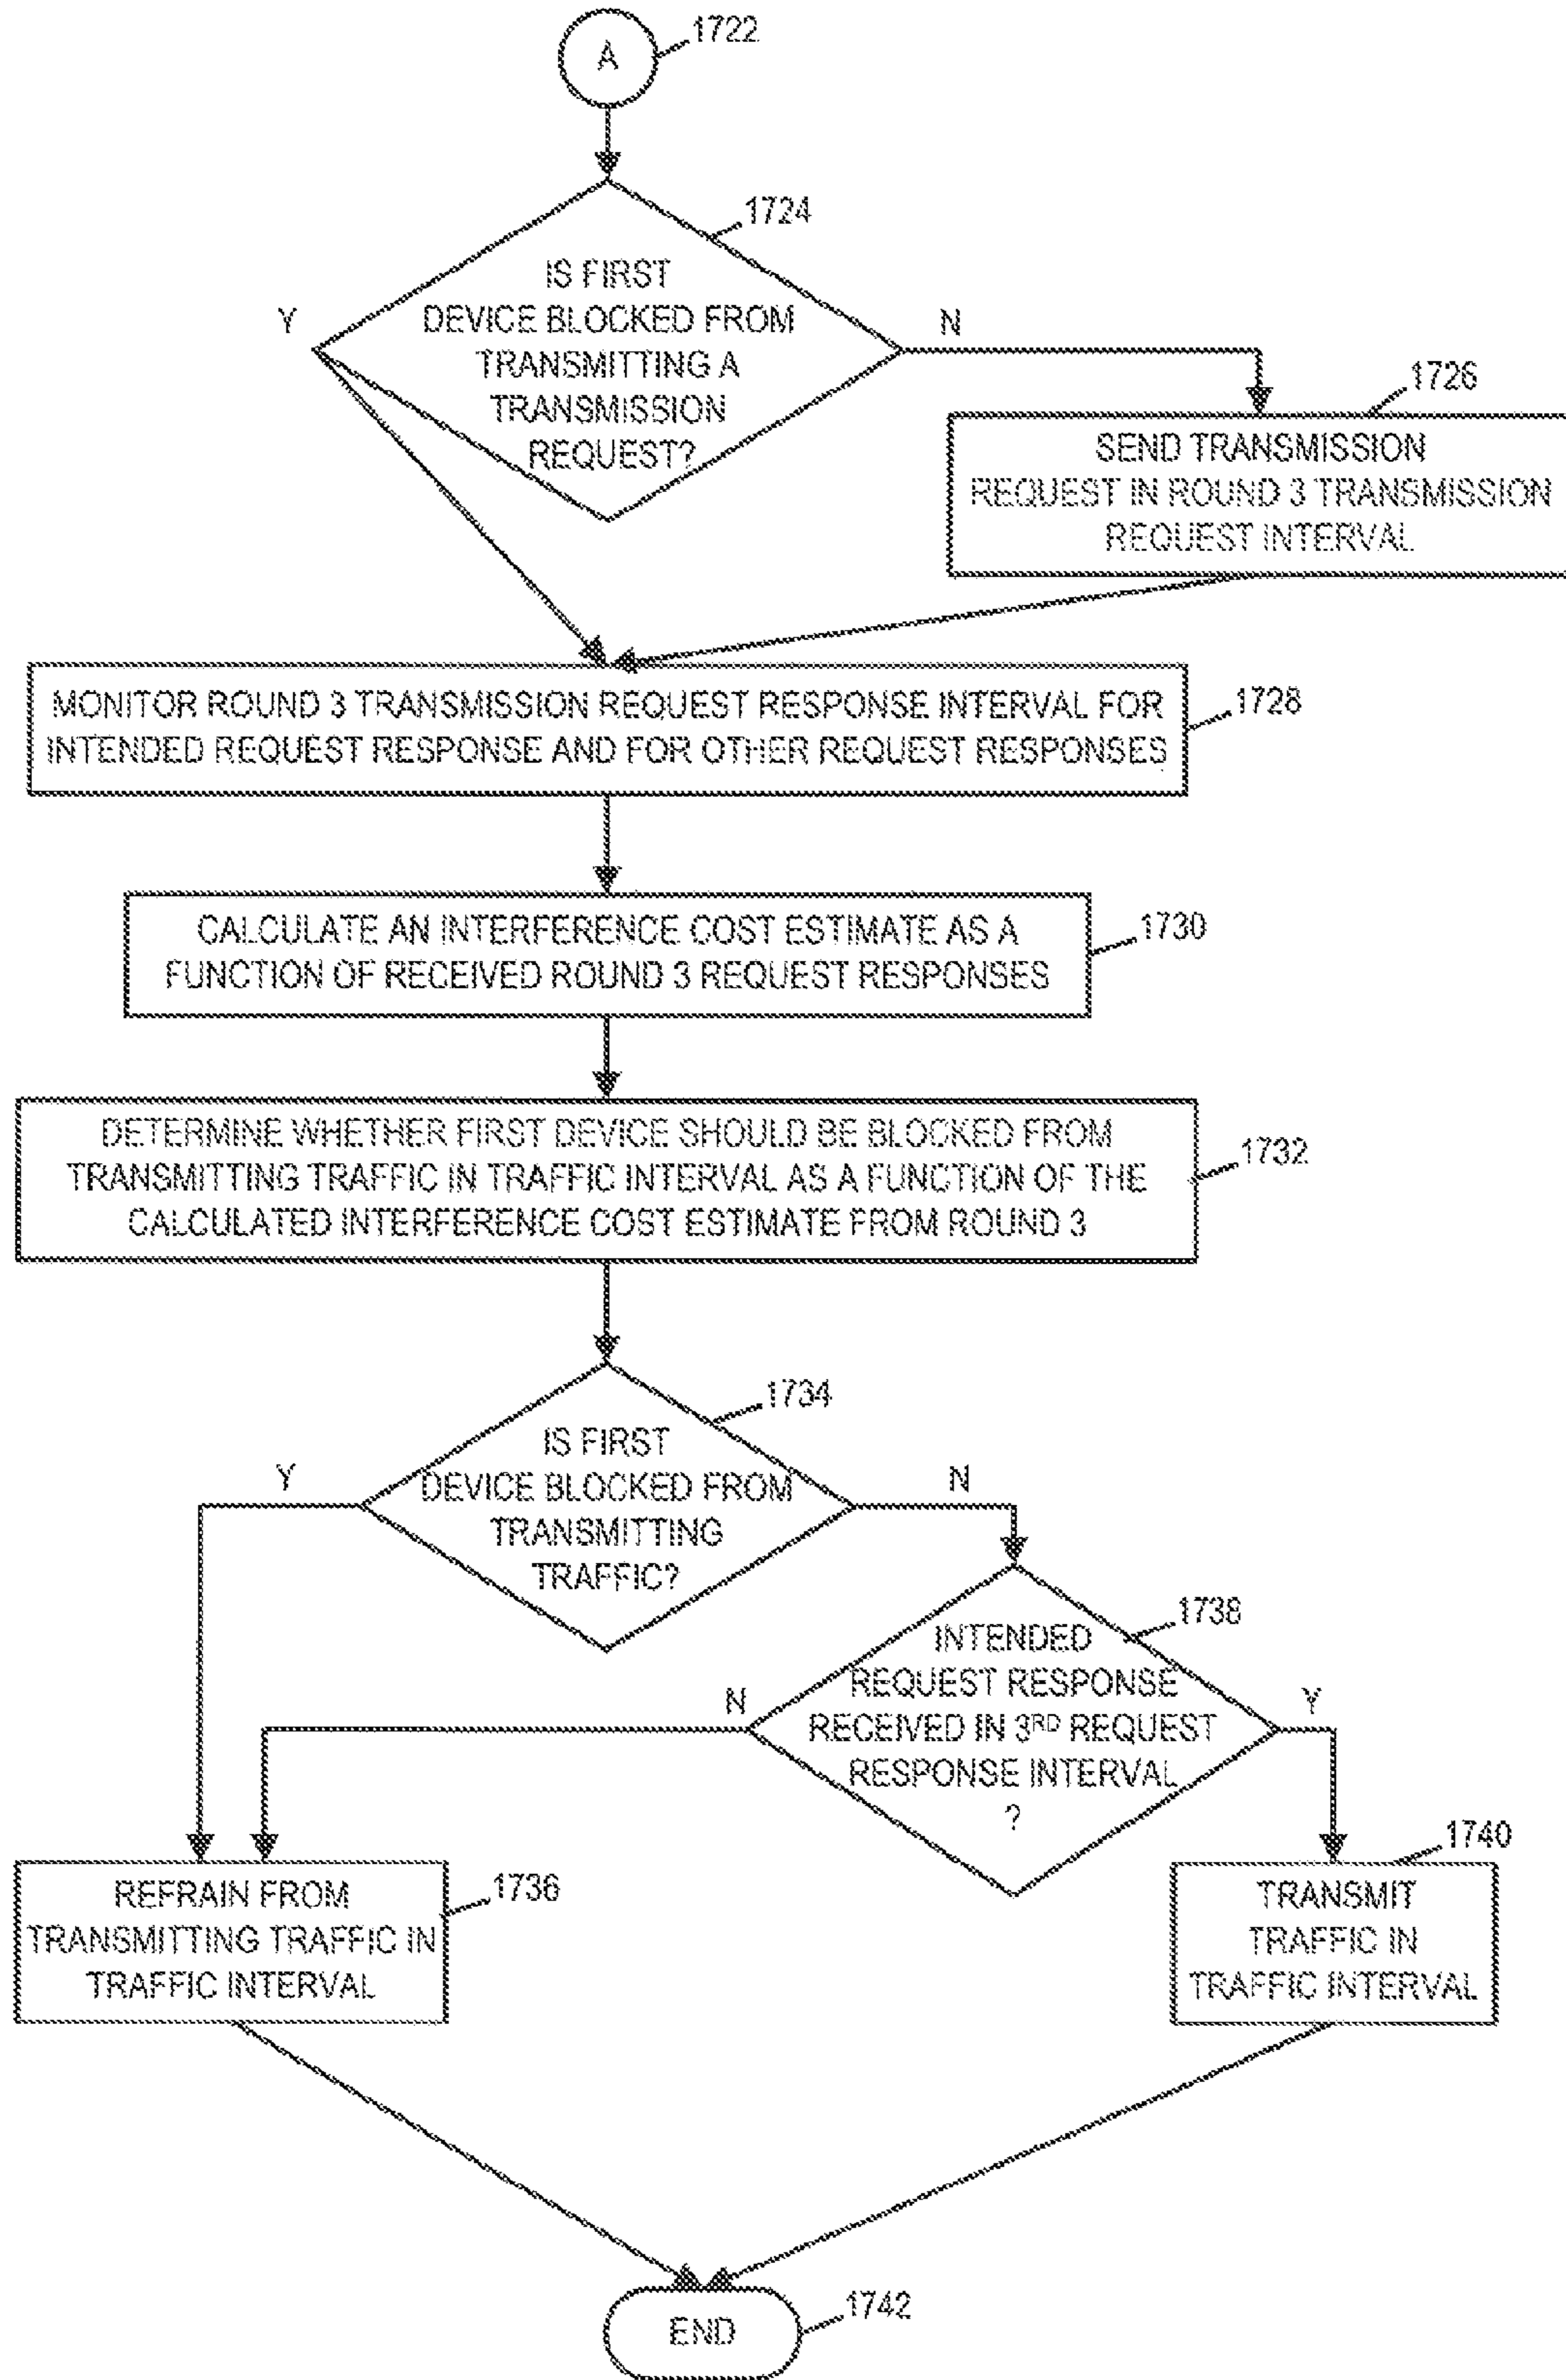 A
1722
1724
IS FIRST
DEVICE BLOCKED FROM
TRANSMITTING A
TRANSMISSION
REQUEST?
Y
N
1726
SEND TRANSMISSION
REQUEST IN ROUND 3 TRANSMISSION
REQUEST INTERVAL
MONITOR ROUND 3 TRANSMISSION REQUEST RESPONSE INTERVAL FOR
INTENDED REQUEST RESPONSE AND FOR OTHER REQUEST RESPONSES
1728
CALCULATE AN INTERFERENCE COST ESTIMATE AS A
FUNCTION OF RECEIVED ROUND 3 REQUEST RESPONSES
1730
DETERMINE WHETHER FIRST DEVICE SHOULD BE BLOCKED FROM
TRANSMITTING TRAFFIC IN TRAFFIC INTERVAL AS A FUNCTION OF THE
CALCULATED INTERFERENCE COST ESTIMATE FROM ROUND 3
1732
1734
IS FIRST
DEVICE BLOCKED FROM
TRANSMITTING
TRAFFIC?
Y
N
1738
INTENDED
REQUEST RESPONSE
RECEIVED IN 3RD REQUEST
RESPONSE INTERVAL
?
N
Y
REFRAIN FROM
TRANSMITTING TRAFFIC IN
TRAFFIC INTERVAL
1736
1740
TRANSMIT
TRAFFIC IN
TRAFFIC INTERVAL
END
1742